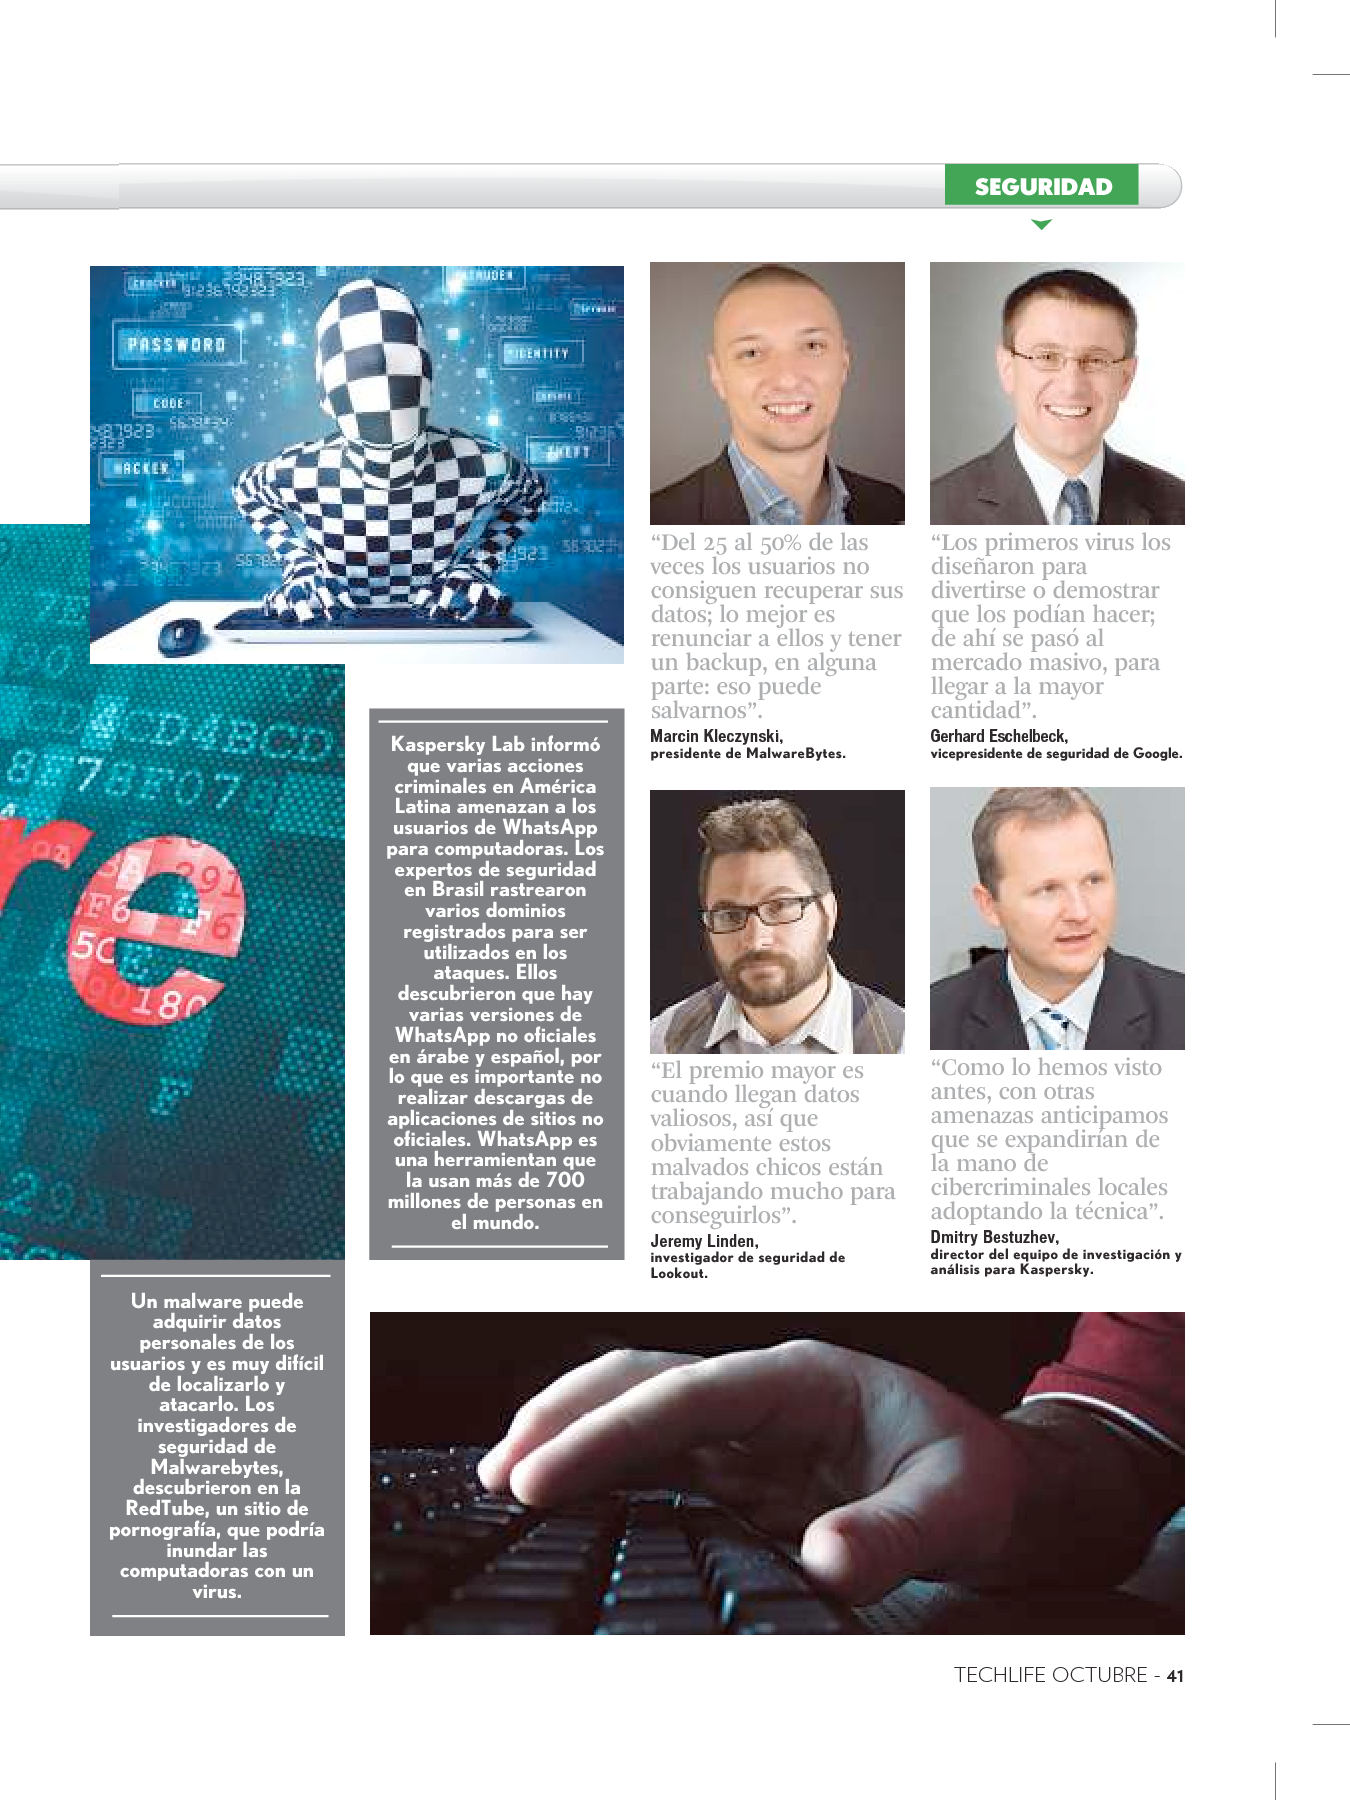 SEGURIDAD
PASSWORD
IDENTITY
CODE
HACKER
THEFT
“Del 25 al 50% de las
veces los usuarios no
consiguen recuperar sus
datos; lo mejor es
renunciar a ellos y tener
un backup, en alguna
parte: eso puede
salvarnos”.
Marcin Kleczynski,
presidente de MalwareBytes.
“Los primeros virus los
diseñaron para
divertirse o demostrar
que los podían hacer;
de ahí se pasó al
mercado masivo, para
llegar a la mayor
cantidad”.
Gerhard Eschelbeck,
vicepresidente de seguridad de Google.
re
Kaspersky Lab informó
que varias acciones
criminales en América
Latina amenazan a los
usuarios de WhatsApp
para computadoras. Los
expertos de seguridad
en Brasil rastrearon
varios dominios
registrados para ser
utilizados en los
ataques. Ellos
descubrieron que hay
varias versiones de
WhatsApp no oficiales
en árabe y español, por
lo que es importante no
realizar descargas de
aplicaciones de sitios no
oficiales. WhatsApp es
una herramientan que
la usan más de 700
millones de personas en
el mundo.
“El premio mayor es
cuando llegan datos
valiosos, así que
obviamente estos
malvados chicos están
trabajando mucho para
conseguirlos”.
Jeremy Linden,
investigador de seguridad de
Lookout.
“Como lo hemos visto
antes, con otras
amenazas anticipamos
que se expandirían de
la mano de
cibercriminales locales
adoptando la técnica”.
Dmitry Bestuzhev,
director del equipo de investigación y
análisis para Kaspersky.
Un malware puede
adquirir datos
personales de los
usuarios y es muy difícil
de localizarlo y
atacarlo. Los
investigadores de
seguridad de
Malwarebytes,
descubrieron en la
RedTube, un sitio de
pornografía, que podría
inundar las
computadoras con un
virus.
TECHLIFE OCTUBRE - 41